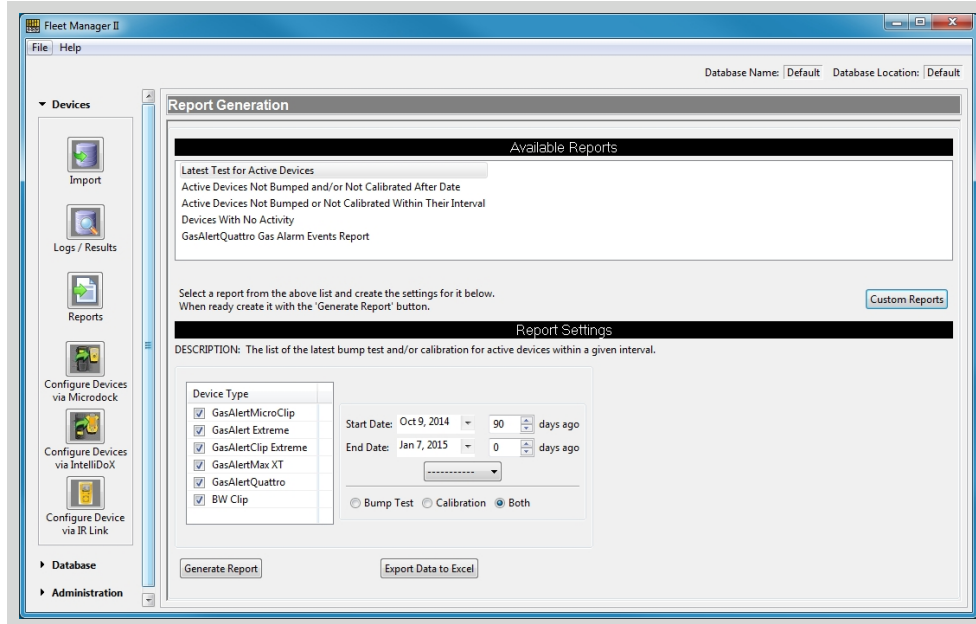 Fleet Manager II
File Help
Database Name: Default Database Location: Default
Devices
Import
Logs / Results
Reports
Configure Devices
via Microdock
Configure Devices
via IntelliDoX
Configure Device
via IR Link
Database
Administration
Report Generation
Available Reports
Latest Test for Active Devices
Active Devices Not Bumped and/or Not Calibrated After Date
Active Devices Not Bumped or Not Calibrated Within Their Interval
Devices With No Activity
GasAlertQuattro Gas Alarm Events Report
Select a report from the above list and create the settings for it below.
When ready create it with the 'Generate Report' button.
Custom Reports
Report Settings
DESCRIPTION: The list of the latest bump test and/or calibration for active devices within a given interval.
Device Type
GasAlertMicroClip
GasAlert Extreme
GasAlertClip Extreme
GasAlertMax XT
GasAlertQuattro
BW Clip
Start Date: Oct 9, 2014 90 days ago
End Date: Jan 7, 2015 0 days ago
-----------
Bump Test Calibration Both
Generate Report Export Data to Excel